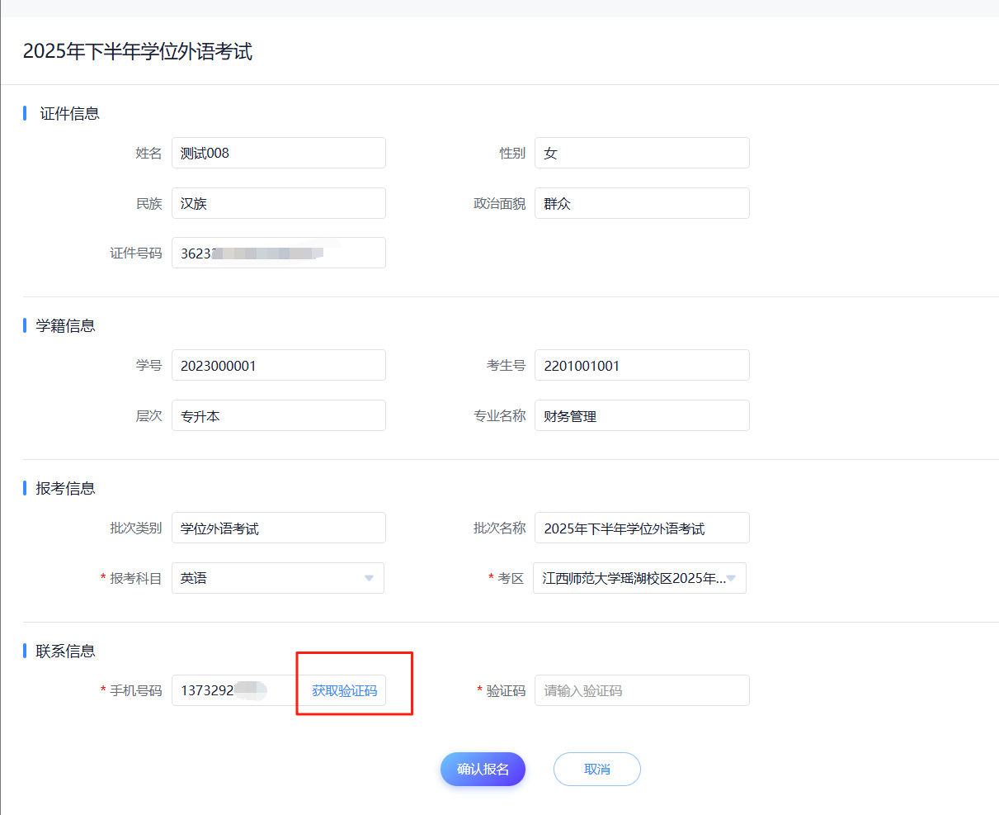 2025年下半年学位外语考试
证件信息
姓名 测试008 性别 女
民族 汉族 政治面貌 群众
证件号码 3623
学籍信息
学号 2023000001 考生号 2201001001
层次 专升本 专业名称 财务管理
报考信息
批次类别 学位外语考试 批次名称 2025年下半年学位外语考试
* 报考科目 英语 * 考区 江西师范大学瑶湖校区2025年...
联系信息
* 手机号码 1373292 获取验证码 * 验证码 请输入验证码
确认报名 取消